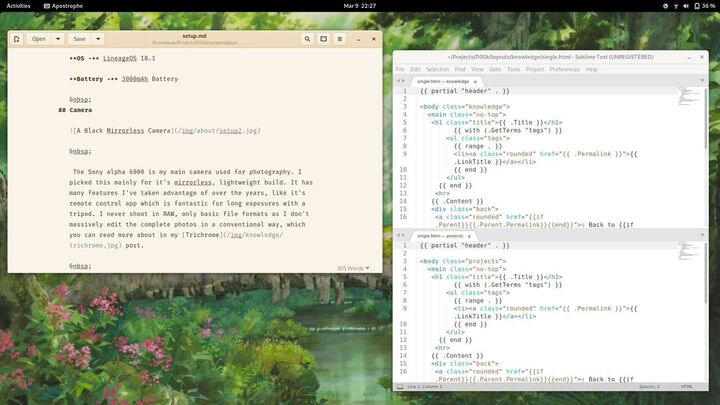 Activities Apostrophe Mar 9 22:27 36 %
setup.md
Open Save
**OS -** LineageOS 18.1
**Battery -** 3000mAh Battery
&nbsp;
## Camera
![A Black Mirrorless Camera](/img/about/setup2.jpg)
&nbsp;
The Sony alpha 6000 is my main camera used for photography. I
picked this mainly for it's mirrorless, lightweight build. It has
many features I've taken advantage of over the years, like it's
remote control app which is fantastic for long exposures with a
tripod. I never shoot in RAW, only basic file formats as I don't
massively edit the complete photos in a conventional way, which
you can read more about in my [Trichrome](/img/knowledge/
trichrome.jpg) post.
&nbsp;
305 Words
~/Projects/D00k/layouts/knowledge/single.html - Sublime Text (UNREGISTERED)
File Edit Selection Find View Goto Tools Project Preferences Help
single.html — knowledge ×
1 {{ partial "header" . }}
2
3 <body class="knowledge">
4 <main class="no-top">
5 <h1 class="title">{{ .Title }}</h1>
6 {{ with (.GetTerms "tags") }}
7 <ul class="tags">
8 {{ range . }}
9 <li><a class="rounded" href="{{ .Permalink }}">{{
.LinkTitle }}</a></li>
10 {{ end }}
11 </ul>
12 {{ end }}
13 <hr>
14 {{ .Content }}
15 <div class="back">
16 <a class="rounded" href="{{if
.Parent}}{{.Parent.Permalink}}{{end}}">‹ Back to {{if
single.html — projects ×
1 {{ partial "header" . }}
2
3 <body class="projects">
4 <main class="no-top">
5 <h1 class="title">{{ .Title }}</h1>
6 {{ with (.GetTerms "tags") }}
7 <ul class="tags">
8 {{ range . }}
9 <li><a class="rounded" href="{{ .Permalink }}">{{
.LinkTitle }}</a></li>
10 {{ end }}
11 </ul>
12 {{ end }}
13 <hr>
14 {{ .Content }}
15 <div class="back">
16 <a class="rounded" href="{{if
.Parent}}{{.Parent.Permalink}}{{end}}">‹ Back to {{if
Line 1, Column 1 Spaces: 2 HTML